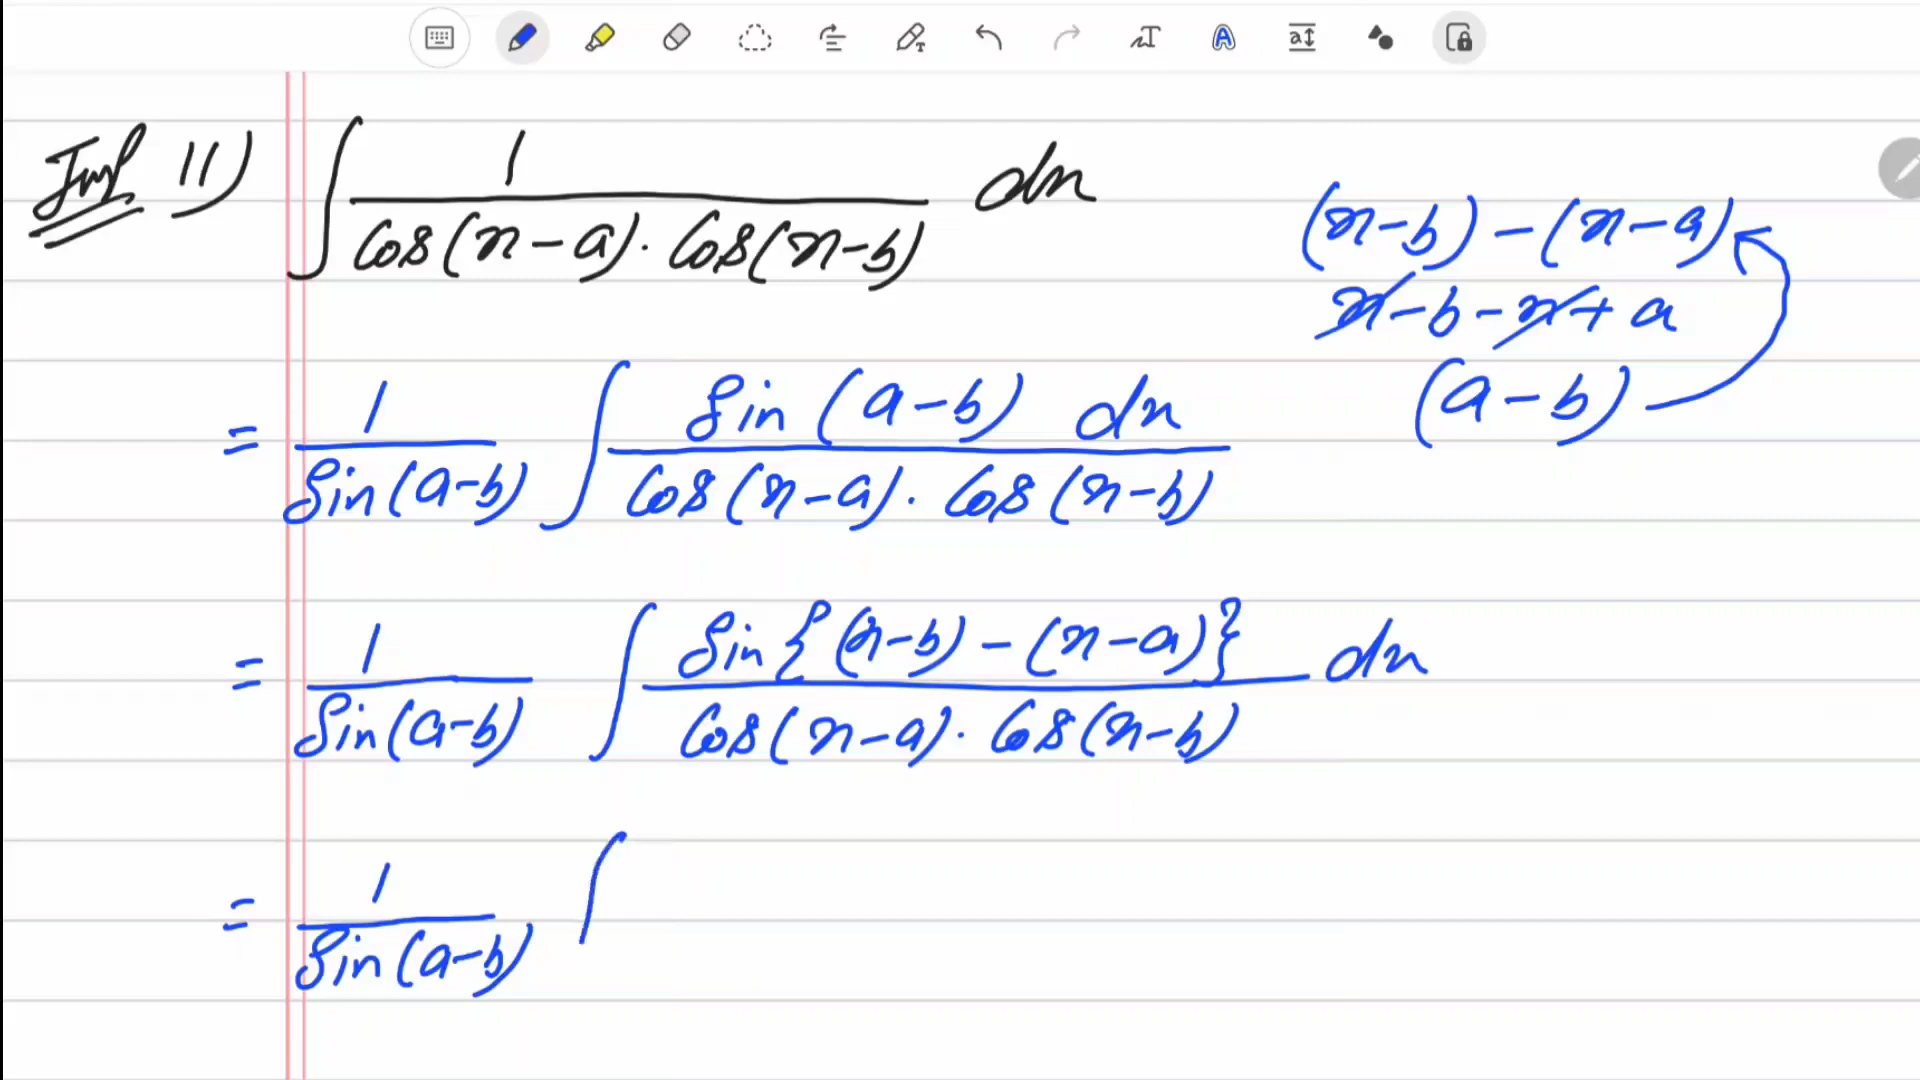 Imp 11) ∫ 1 / cos(x-a). cos(x-b) dx
(x-b)-(x-a)
x-b-x+a
(a-b)
= 1 / sin(a-b) ∫ sin(a-b) dx / cos(x-a). cos(x-b)
= 1 / sin(a-b) ∫ sin{(x-b)-(x-a)} / cos(x-a). cos(x-b) dx
= 1 / sin(a-b) ∫